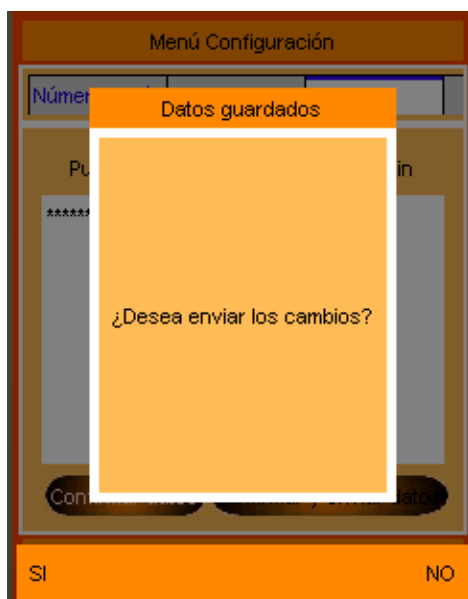 Menú Configuración
Datos guardados
******
¿Desea enviar los cambios?
SI
NO